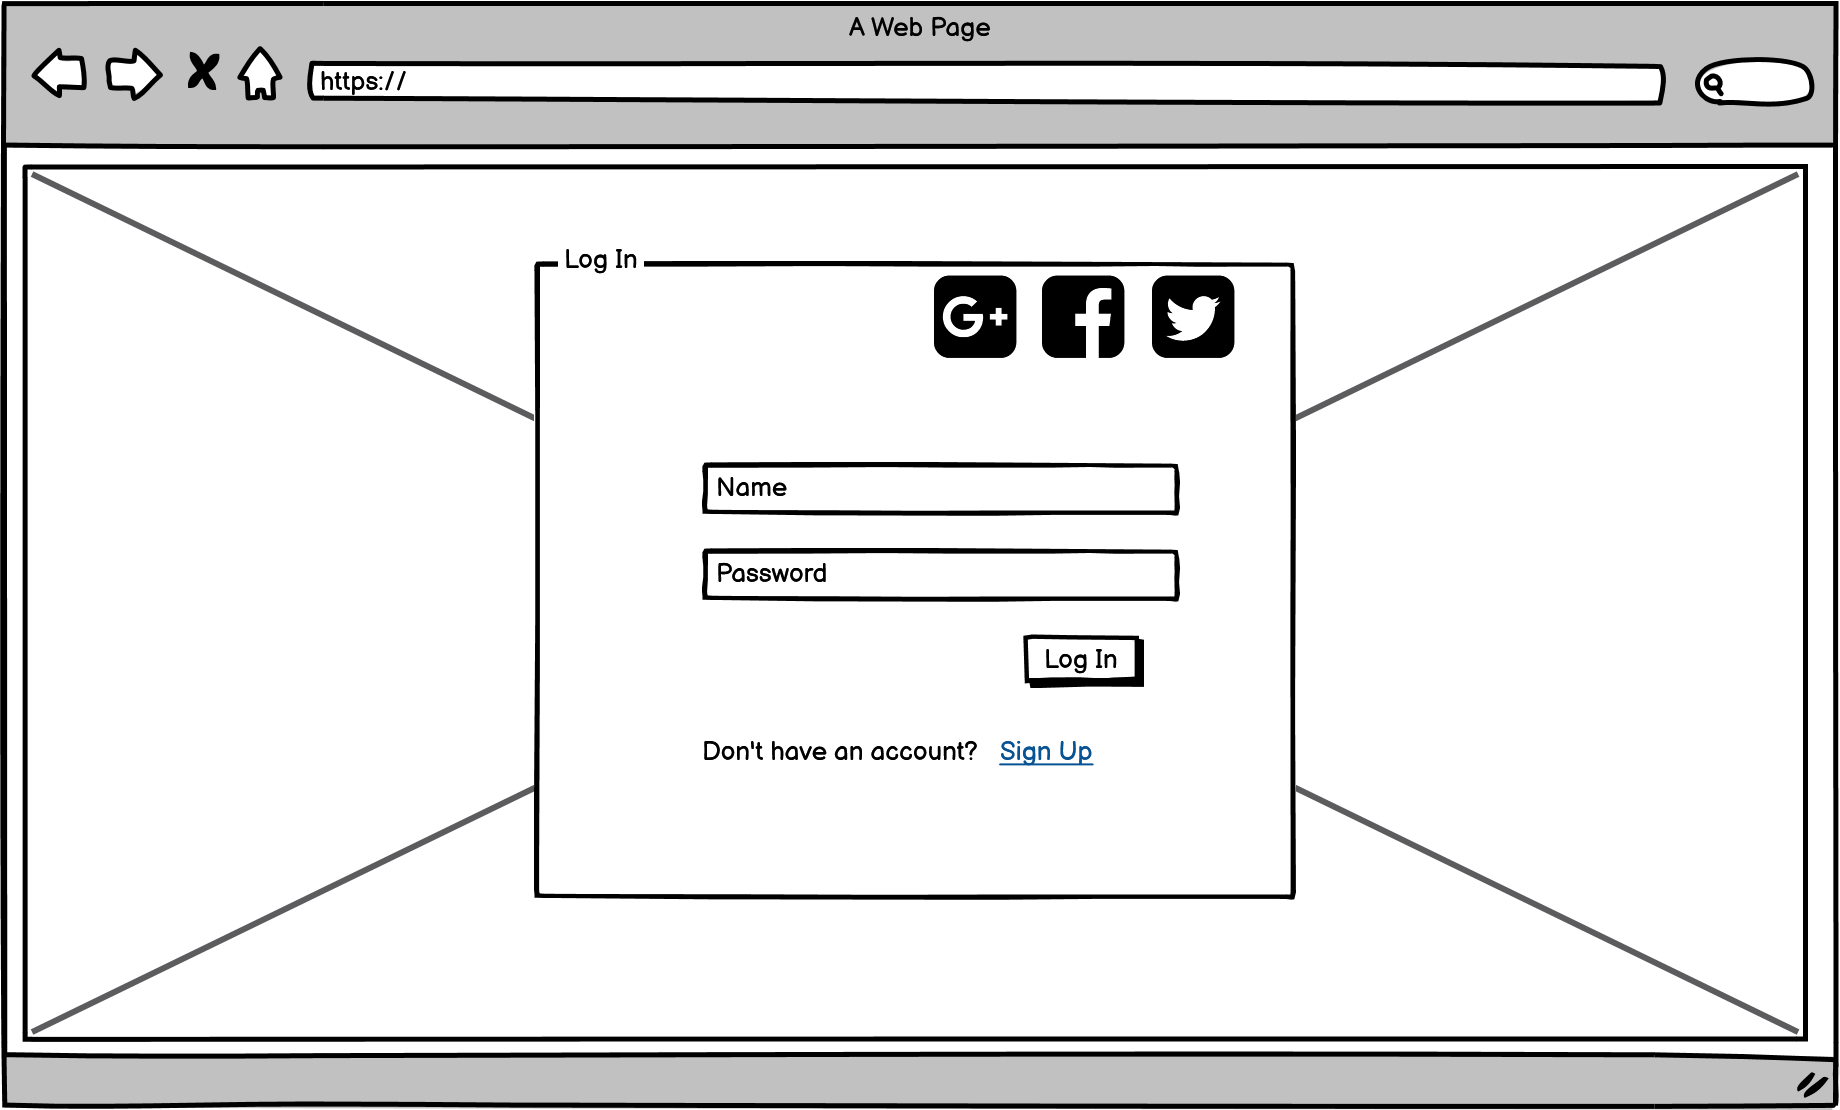 A Web Page
https://
Log In
G+
Name
Password
Log In
Don't have an account? Sign Up